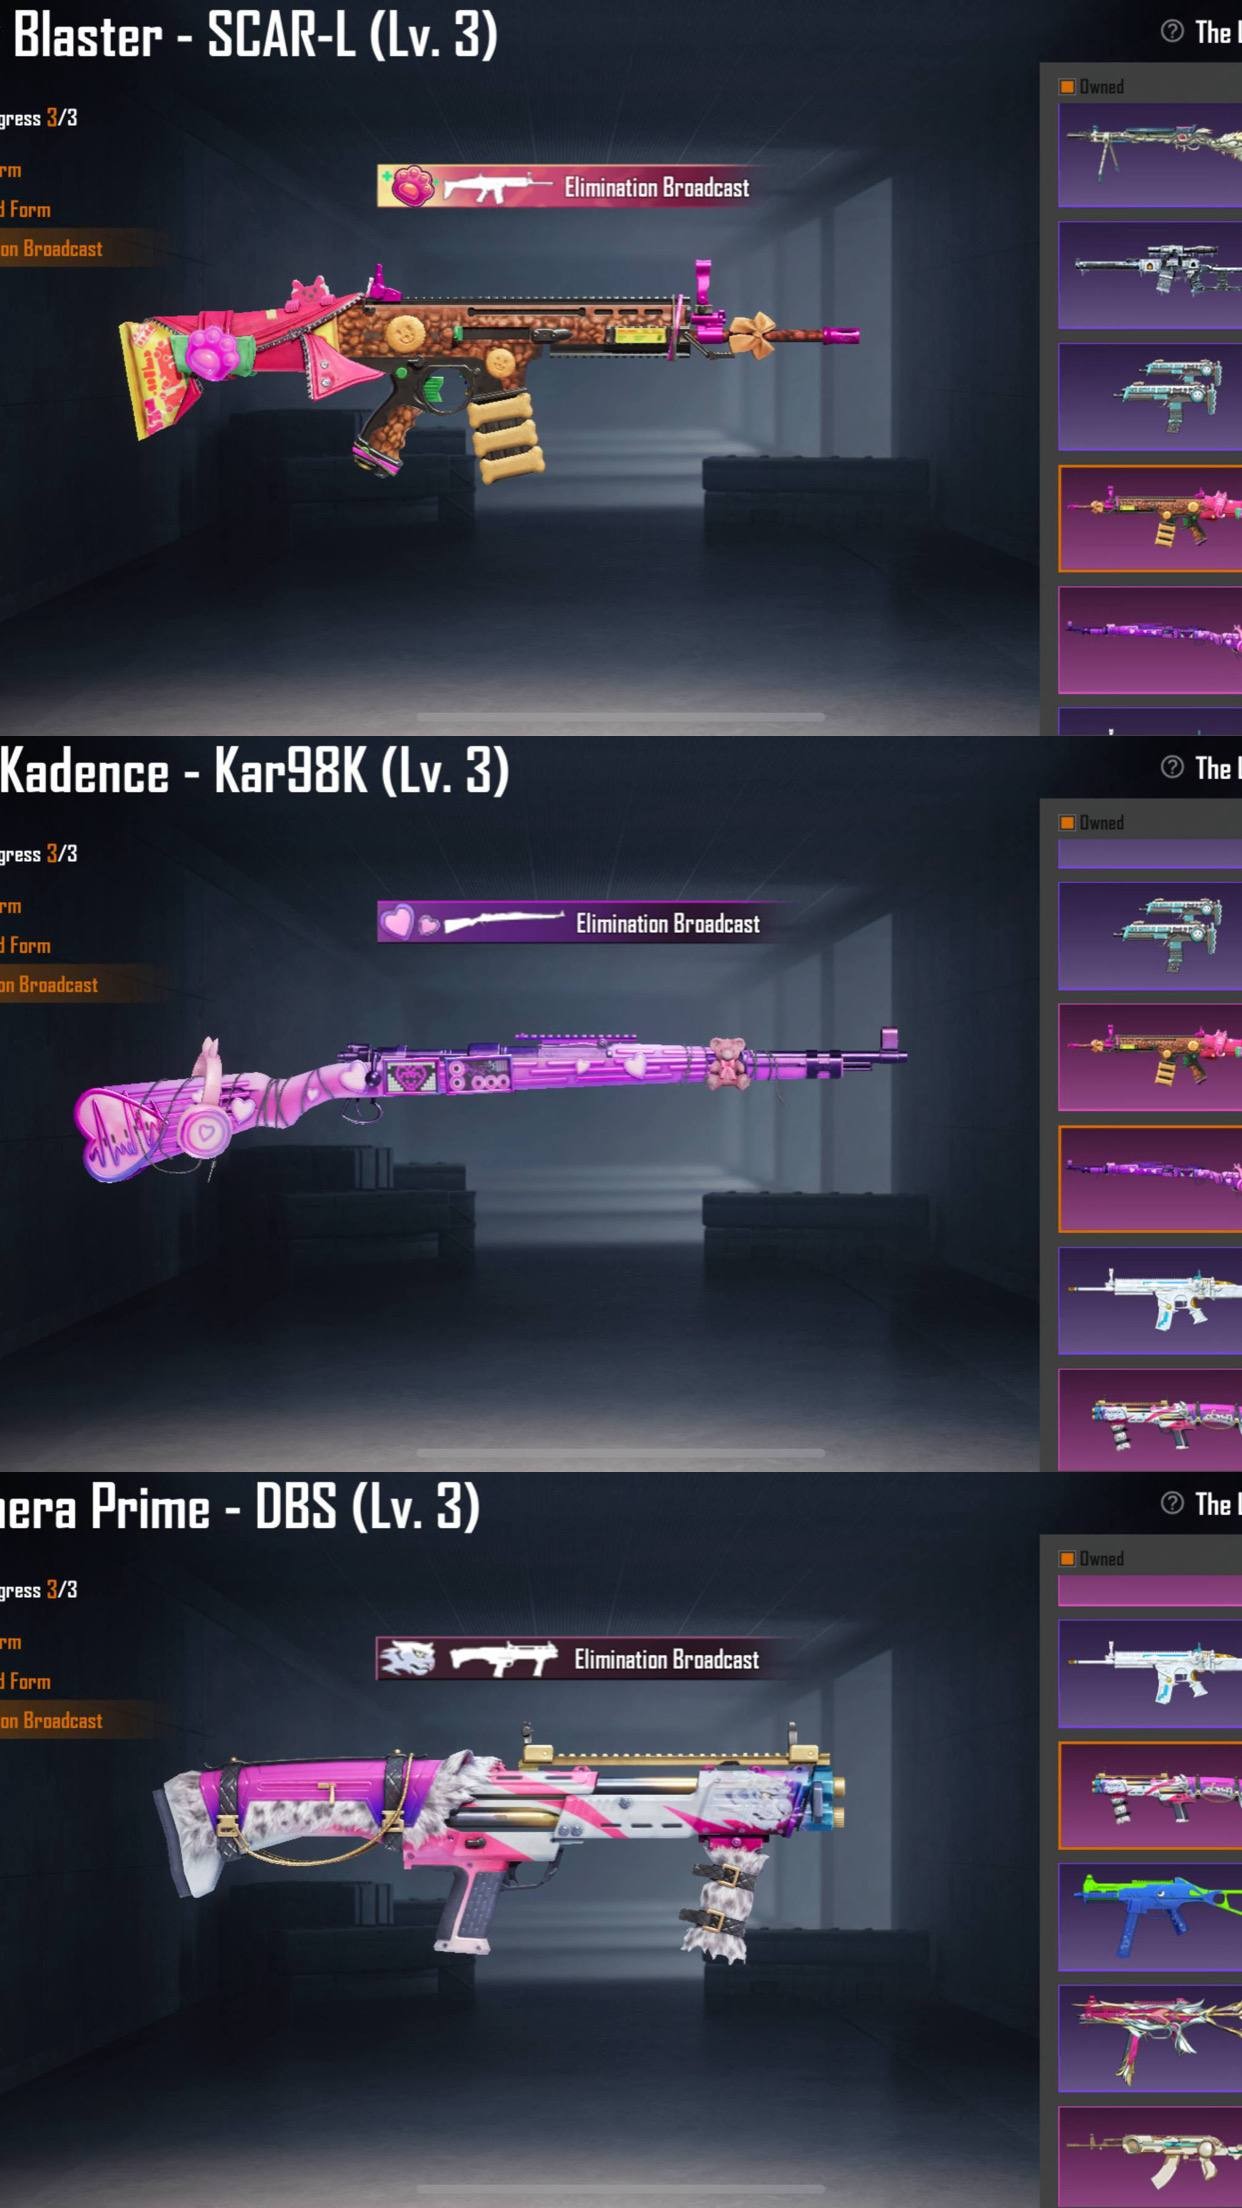 Blaster - SCAR-L (Lv. 3)
? The
gress 3/3
Owned
rm
d Form
on Broadcast
Elimination Broadcast
Kadence - Kar98K (Lv. 3)
? The
gress 3/3
Owned
rm
d Form
on Broadcast
Elimination Broadcast
era Prime - DBS (Lv. 3)
? The
gress 3/3
Owned
rm
d Form
on Broadcast
Elimination Broadcast